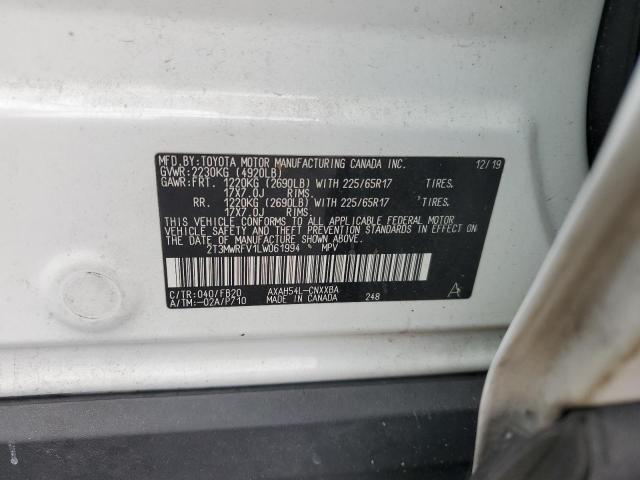 MFD.BY:TOYOTA MOTOR MANUFACTURING CANADA INC. 12/19
GVWR:2230KG (4920LB)
GAWR:FRT. 1220KG (2690LB) WITH 225/65R17 TIRES.
17X7.0J RIMS.
RR. 1220KG (2690LB) WITH 225/65R17 TIRES.
17X7.0J RIMS.
THIS VEHICLE CONFORMS TO ALL APPLICABLE FEDERAL MOTOR
VEHICLE SAFETY AND THEFT PREVENTION STANDARDS IN EFFECT
ON THE DATE OF MANUFACTURE SHOWN ABOVE.
2T3MWRFV1LW061994 MPV
C/TR:040/FB20 AXAH54L-CNXXBA 248
A/TM:-02A/P710 MADE IN CANADA A